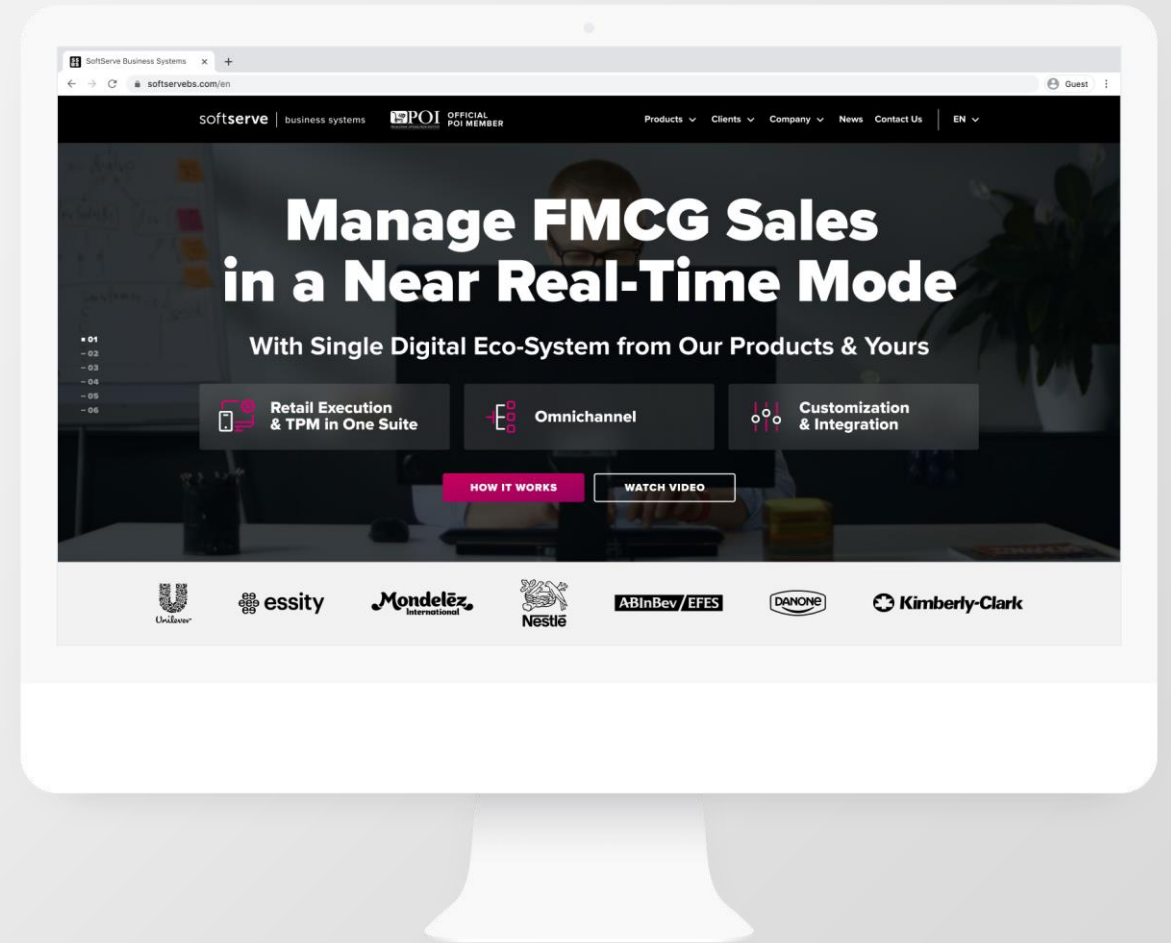 SoftServe Business Systems
softservebs.com/en
Guest
softserve | business systems
POI
OFFICIAL
POI MEMBER
Products
Clients
Company
News
Contact Us
EN
Manage FMCG Sales
in a Near Real-Time Mode
With Single Digital Eco-System from Our Products & Yours
01
02
03
04
05
06
Retail Execution
& TPM in One Suite
Omnichannel
Customization
& Integration
HOW IT WORKS
WATCH VIDEO
Unilever
essity
Mondelēz
International
Nestlé
ABInBev/EFES
DANONE
Kimberly-Clark